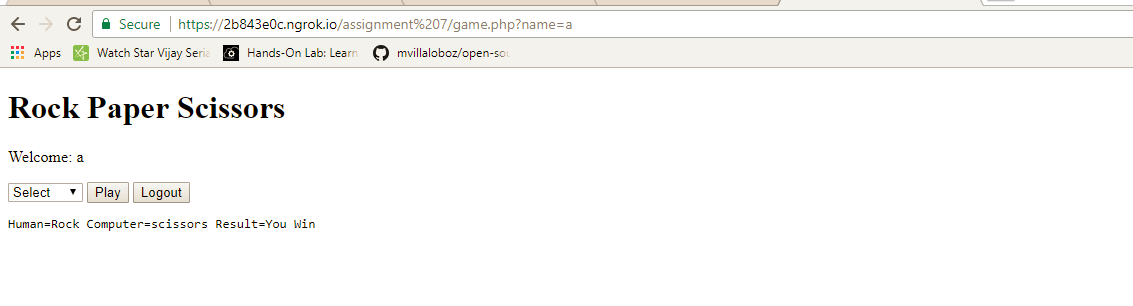 Secure https://2b843e0c.ngrok.io/assignment%207/game.php?name=a
Apps Watch Star Vijay Seria Hands-On Lab: Learn mvillaloboz/open-sou
Rock Paper Scissors
Welcome: a
Select Play Logout
Human=Rock Computer=scissors Result=You Win